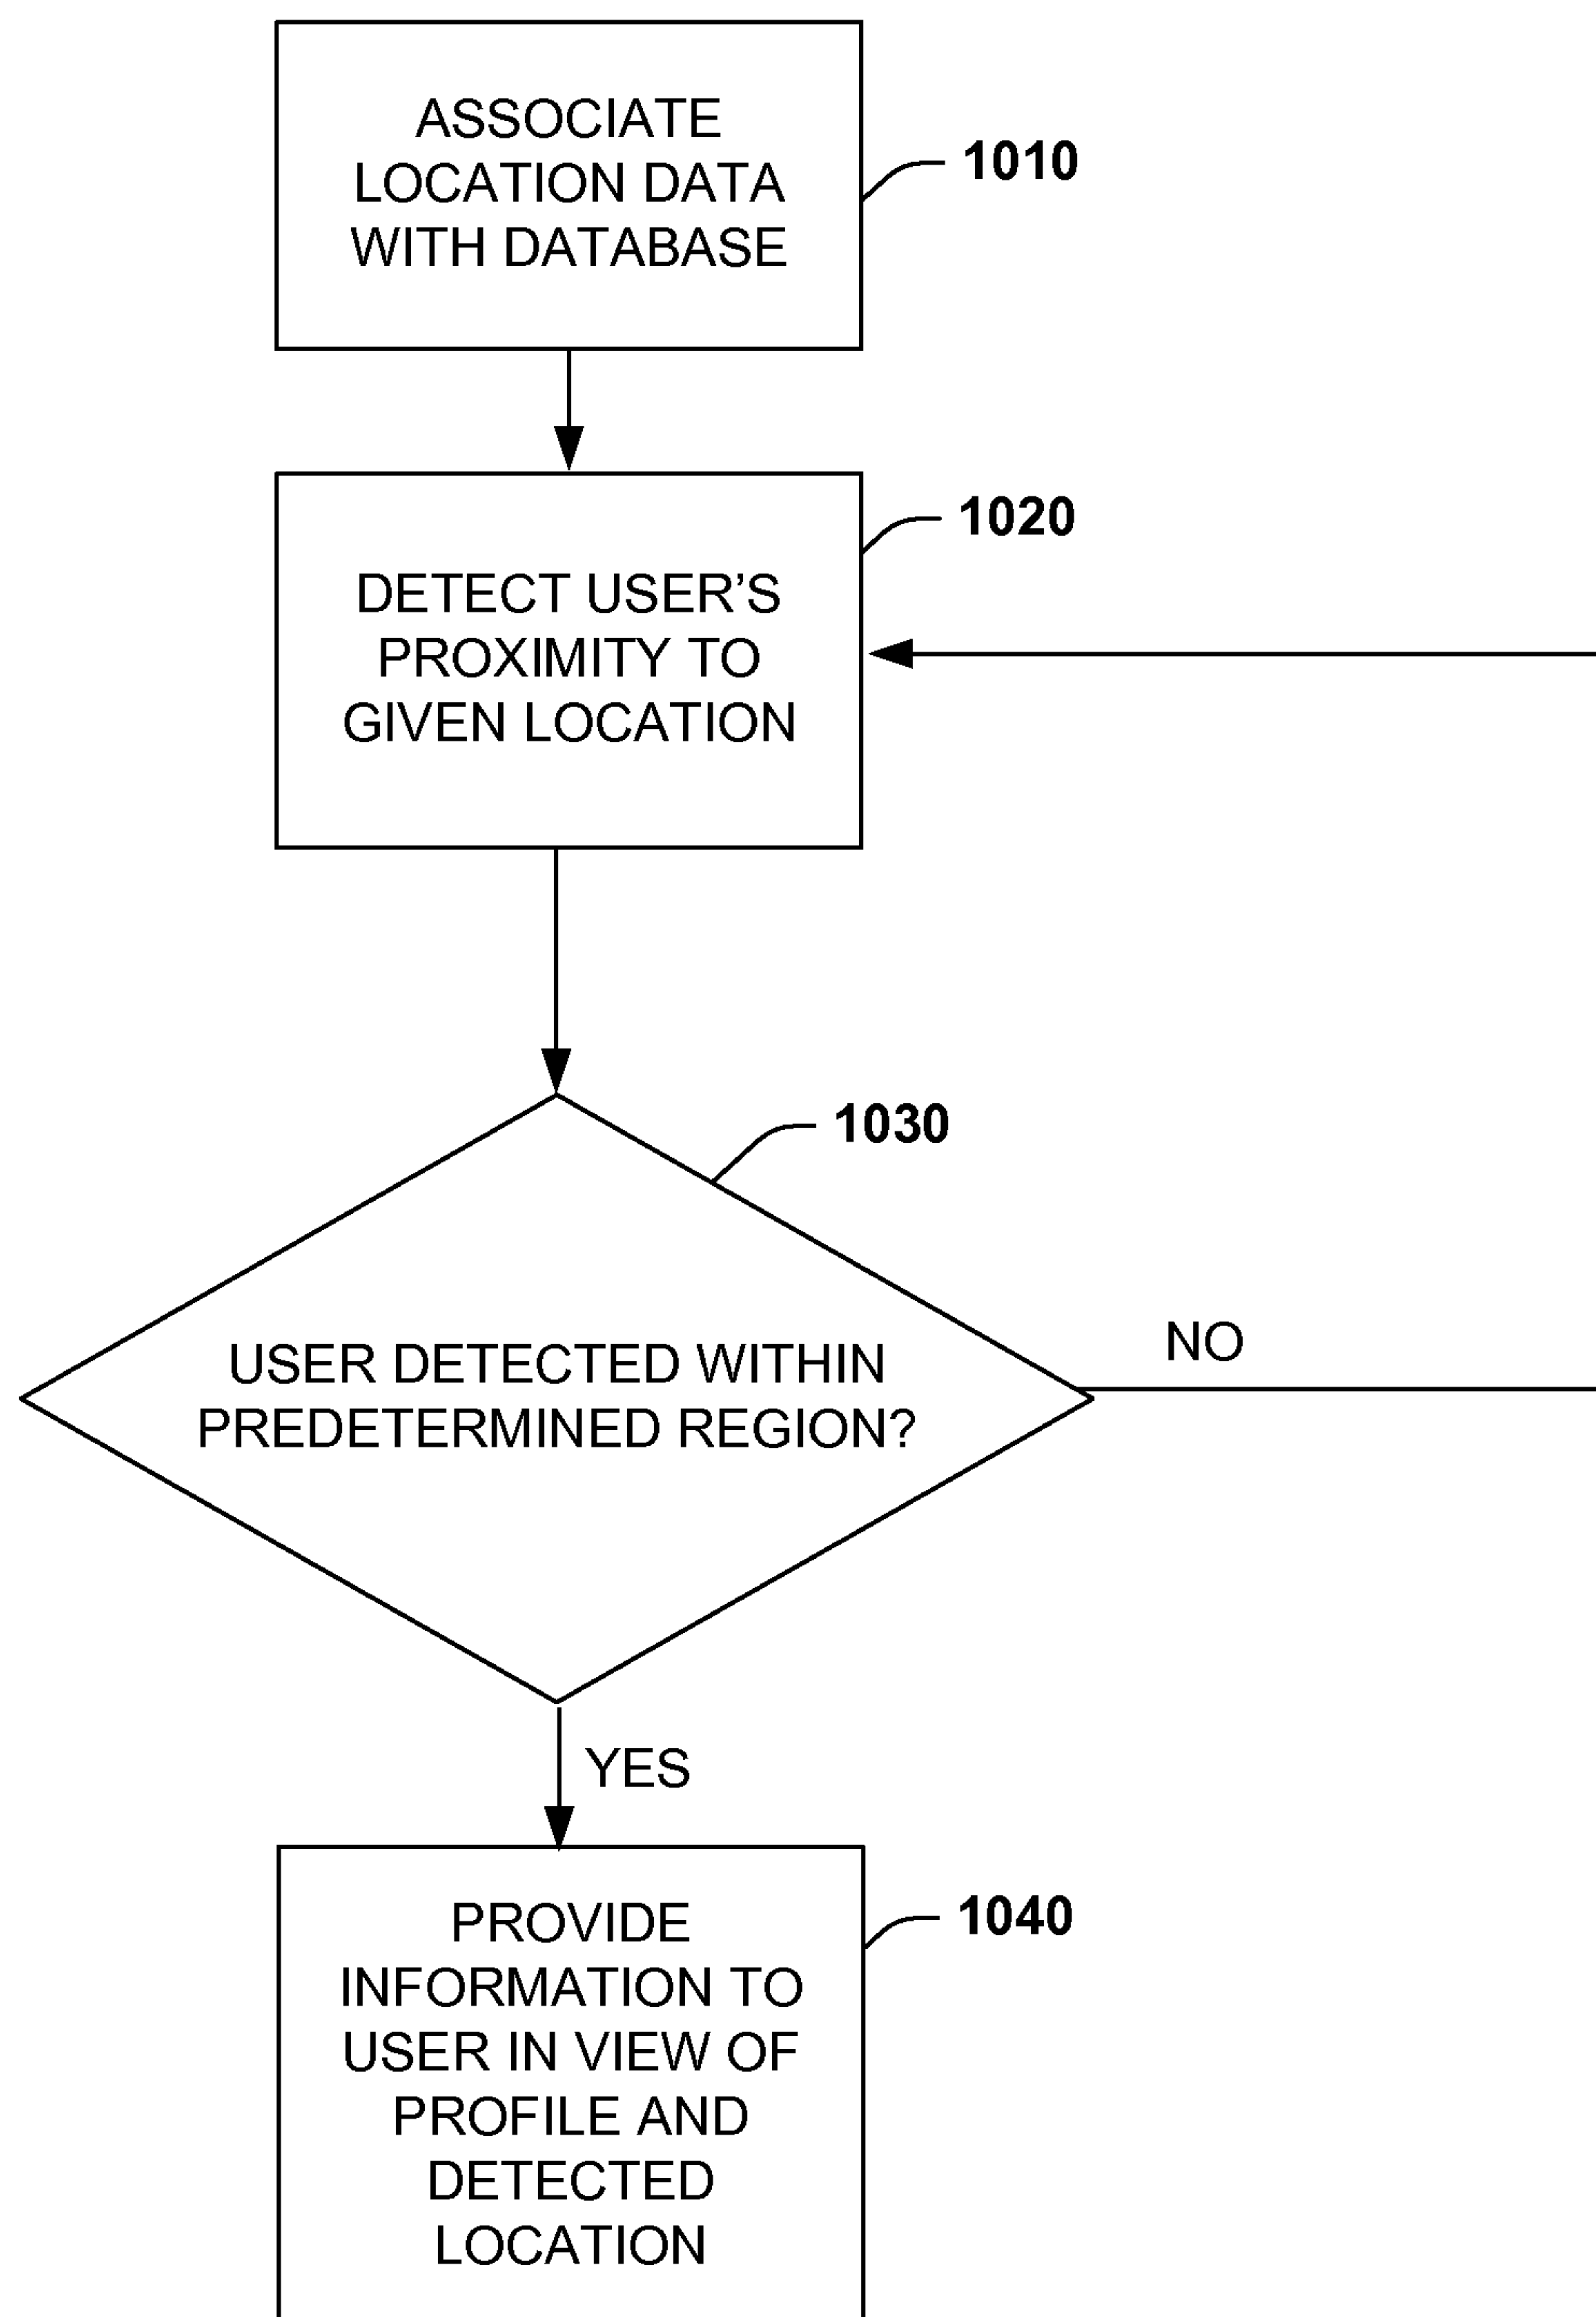 ASSOCIATE
LOCATION DATA
WITH DATABASE
1010
1020
DETECT USER’S
PROXIMITY TO
GIVEN LOCATION
1030
NO
USER DETECTED WITHIN
PREDETERMINED REGION?
YES
1040
PROVIDE
INFORMATION TO
USER IN VIEW OF
PROFILE AND
DETECTED
LOCATION